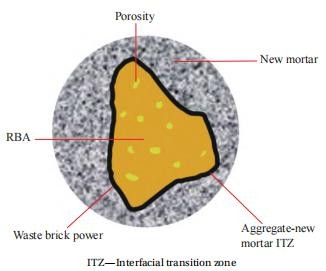 Porosity
New mortar
RBA
Waste brick power
Aggregate-new
mortar ITZ
ITZ—Interfacial transition zone